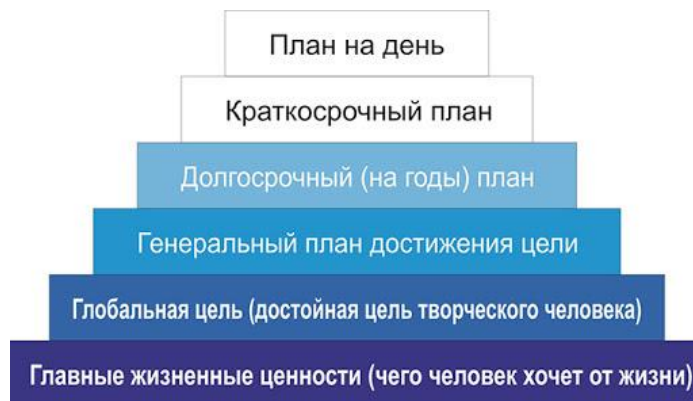 План на день
Краткосрочный план
Долгосрочный (на годы) план
Генеральный план достижения цели
Глобальная цель (достойная цель творческого человека)
Главные жизненные ценности (чего человек хочет от жизни)